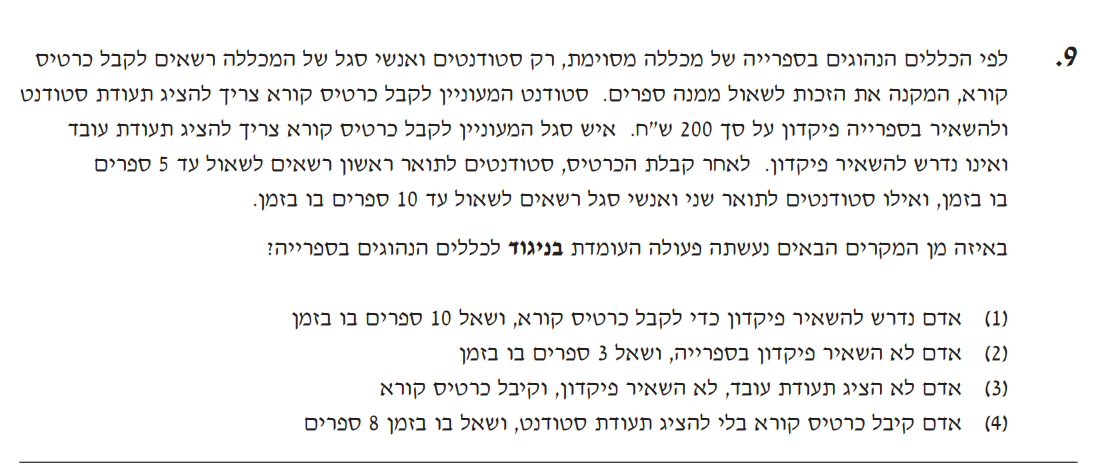 9. לפי הכללים הנהוגים בספרייה של מכללה מסוימת, רק סטודנטים ואנשי סגל של המכללה רשאים לקבל כרטיס
קורא, המקנה את הזכות לשאול ממנה ספרים. סטודנט המעוניין לקבל כרטיס קורא צריך להציג תעודת סטודנט
ולהשאיר בספרייה פיקדון על סך 200 ש"ח. איש סגל המעוניין לקבל כרטיס קורא צריך להציג תעודת עובד
ואינו נדרש להשאיר פיקדון. לאחר קבלת הכרטיס, סטודנטים לתואר ראשון רשאים לשאול עד 5 ספרים
בו בזמן, ואילו סטודנטים לתואר שני ואנשי סגל רשאים לשאול עד 10 ספרים בו בזמן.
באיזה מן המקרים הבאים נעשתה פעולה העומדת בניגוד לכללים הנהוגים בספרייה?
(1) אדם נדרש להשאיר פיקדון כדי לקבל כרטיס קורא, ושאל 10 ספרים בו בזמן
(2) אדם לא השאיר פיקדון בספרייה, ושאל 3 ספרים בו בזמן
(3) אדם לא הציג תעודת עובד, לא השאיר פיקדון, וקיבל כרטיס קורא
(4) אדם קיבל כרטיס קורא בלי להציג תעודת סטודנט, ושאל בו בזמן 8 ספרים